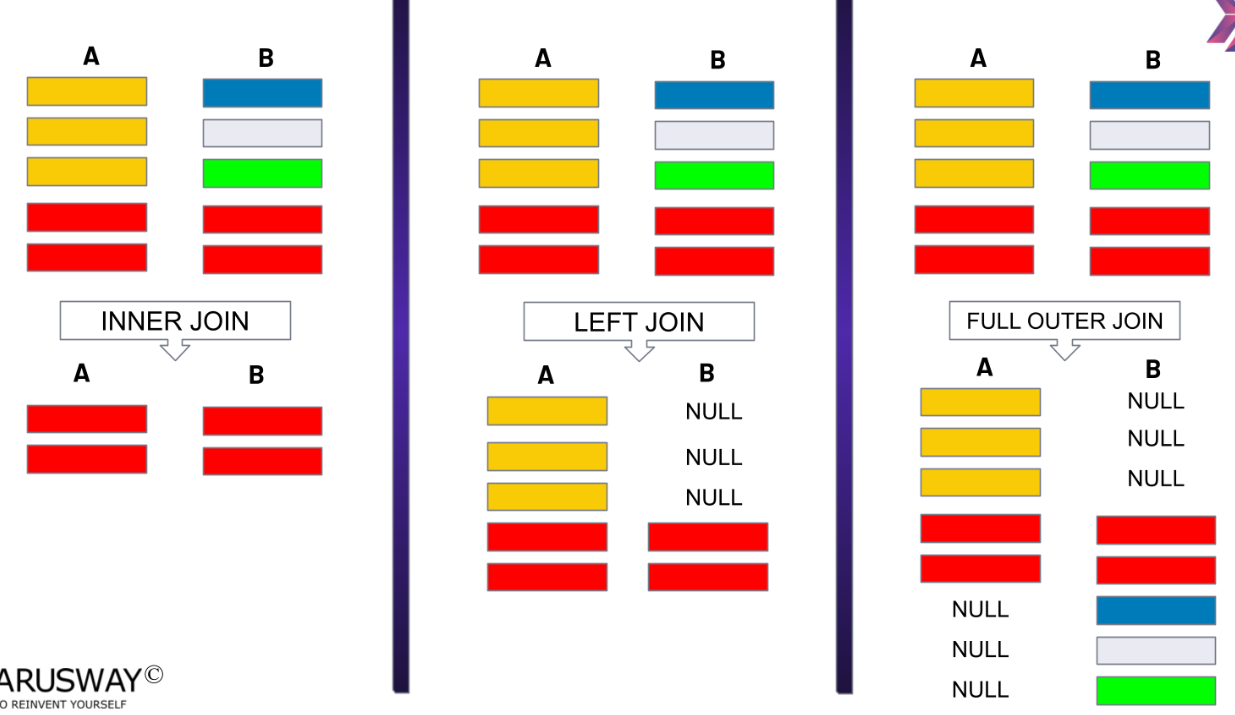 A B
INNER JOIN
A B
A B
LEFT JOIN
A B
NULL
NULL
NULL
A B
FULL OUTER JOIN
A B
NULL
NULL
NULL
NULL
NULL
NULL
ARUSWAY©
O REINVENT YOURSELF